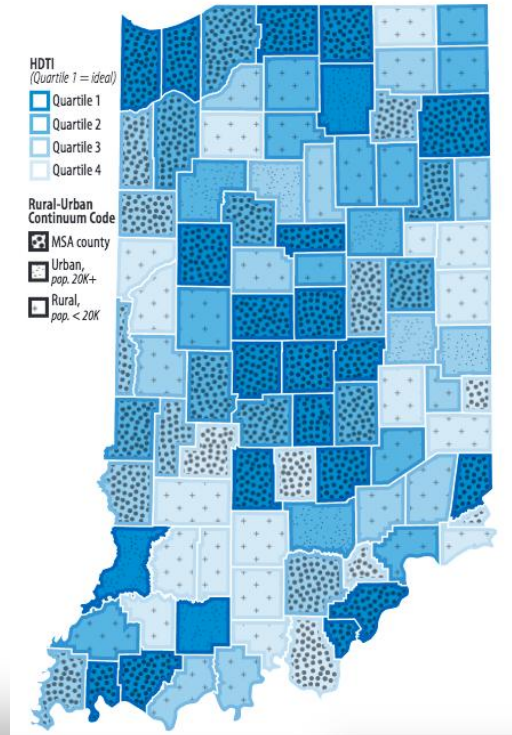 HDTI
(Quartile 1 = ideal)
Quartile 1
Quartile 2
Quartile 3
Quartile 4
Rural-Urban
Continuum Code
MSA county
Urban,
pop. 20K+
Rural,
pop. < 20K